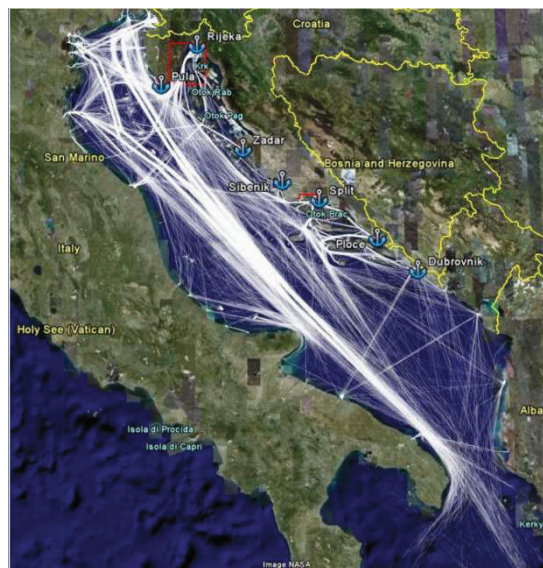 Croatia
Rijeka
Krk
Pula
Otok Rab
Otok Pag
Zadar
San Marino
Bosnia and Herzegovina
Sibenik
Split
Otok Brac
Italy
Ploce
Dubrovnik
Holy See (Vatican)
Alba
Isola di Procida
Isola di Capri
Kerky
Image NASA